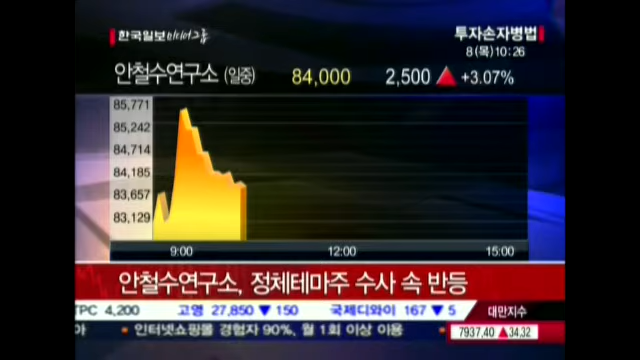 한국일보 미디어그룹
투자손자병법
8(목)10:26
안철수연구소 (일중) 84,000 2,500 ▲ +3.07%
85,771
85,242
84,714
84,185
83,657
83,129
9:00 12:00 15:00
안철수연구소, 정체테마주 수사 속 반등
TPC 4,200 고영 27,850 ▼ 150 국제디와이 167 ▼ 5 대만지수
아 • 인터넷쇼핑몰 경험자 90%, 월 1회 이상 이용 • 7937,40 ▲34,32